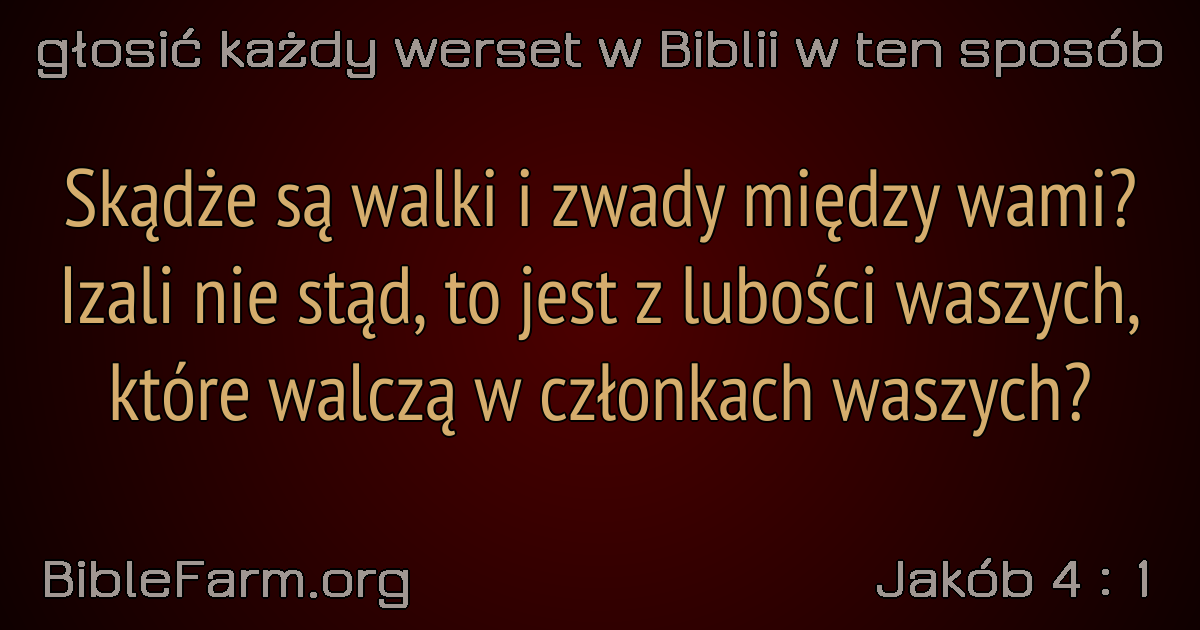 głosić każdy werset w Biblii w ten sposób
Skądże są walki i zwady między wami?
Izali nie stąd, to jest z lubości waszych,
które walczą w członkach waszych?
BibleFarm.org
Jakób 4 : 1